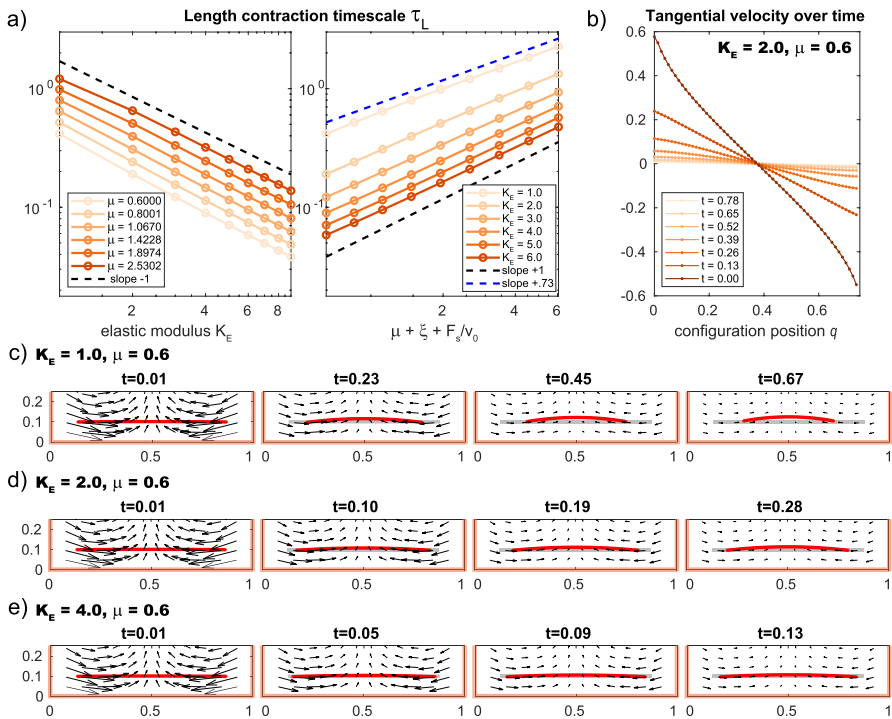 a)
Length contraction timescale τ_L
10^0
10^-1
μ = 0.6000
μ = 0.8001
μ = 1.0670
μ = 1.4228
μ = 1.8974
μ = 2.5302
slope -1
2 4 6 8
elastic modulus K_E
10^0
10^-1
K_E = 1.0
K_E = 2.0
K_E = 3.0
K_E = 4.0
K_E = 5.0
K_E = 6.0
slope +1
slope +.73
2 4 5 6
μ + ξ + F_s/v_0
b)
Tangential velocity over time
K_E = 2.0, μ = 0.6
0.6
0.4
0.2
0
-0.2
-0.4
-0.6
t = 0.78
t = 0.65
t = 0.52
t = 0.39
t = 0.26
t = 0.13
t = 0.00
0 0.2 0.4 0.6
configuration position q
c) K_E = 1.0, μ = 0.6
t=0.01 t=0.23 t=0.45 t=0.67
0.2
0.1
0
0 0.5 1 0 0.5 1 0 0.5 1 0 0.5 1
d) K_E = 2.0, μ = 0.6
t=0.01 t=0.10 t=0.19 t=0.28
0.2
0.1
0
0 0.5 1 0 0.5 1 0 0.5 1 0 0.5 1
e) K_E = 4.0, μ = 0.6
t=0.01 t=0.05 t=0.09 t=0.13
0.2
0.1
0
0 0.5 1 0 0.5 1 0 0.5 1 0 0.5 1